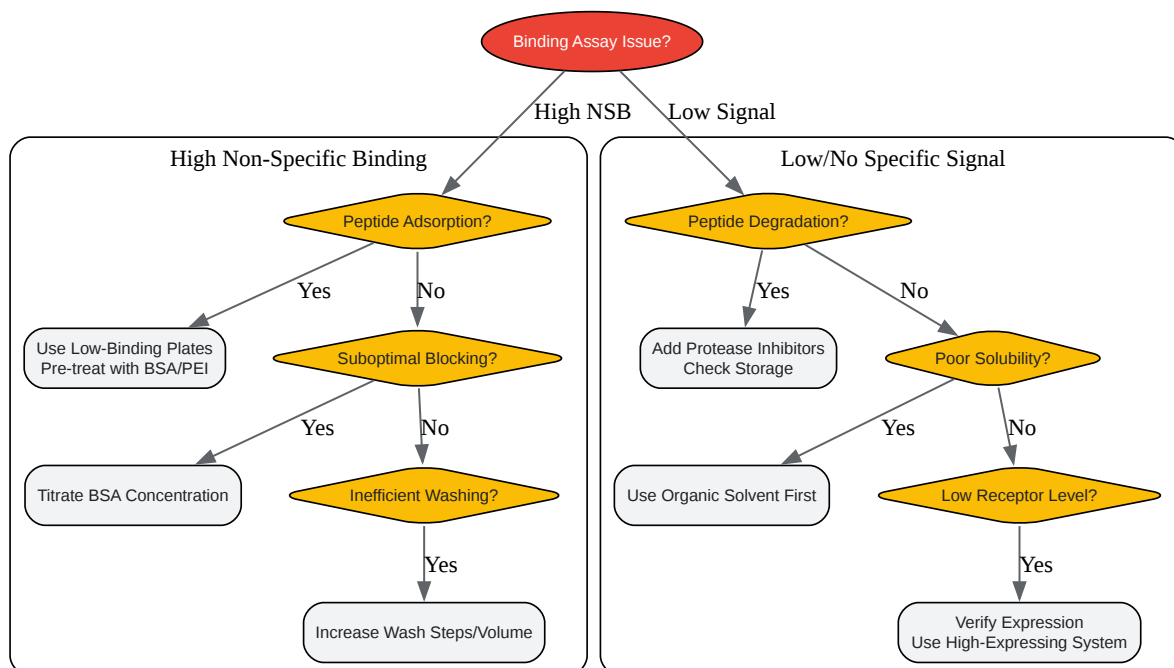 Binding Assay Issue?
High NSB
Low Signal
High Non-Specific Binding
Peptide Adsorption?
Yes
No
Use Low-Binding Plates
Pre-treat with BSA/PEI
Suboptimal Blocking?
Yes
No
Titrate BSA Concentration
Inefficient Washing?
Yes
Increase Wash Steps/Volume
Low/No Specific Signal
Peptide Degradation?
Yes
No
Add Protease Inhibitors
Check Storage
Poor Solubility?
Yes
No
Use Organic Solvent First
Low Receptor Level?
Yes
Verify Expression
Use High-Expressing System